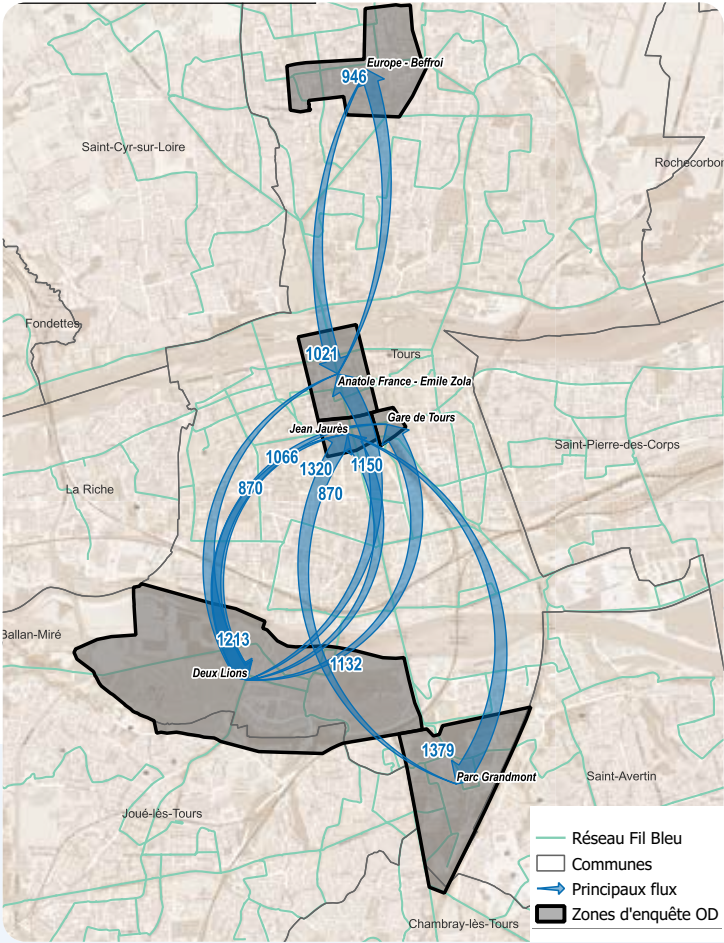 Europe - Beffroi
946
Saint-Cyr-sur-Loire
Rochecorbon
Fondettes
1021
Tours
Anatole France - Emile Zola
Gare de Tours
Jean Jaurès
Saint-Pierre-des-Corps
1066
1320
1150
La Riche
870
870
Ballan-Miré
1213
Deux Lions
1132
1379
Parc Grandmont
Saint-Avertin
Joué-lès-Tours
Chambray-lès-Tours
Réseau Fil Bleu
Communes
Principaux flux
Zones d'enquête OD